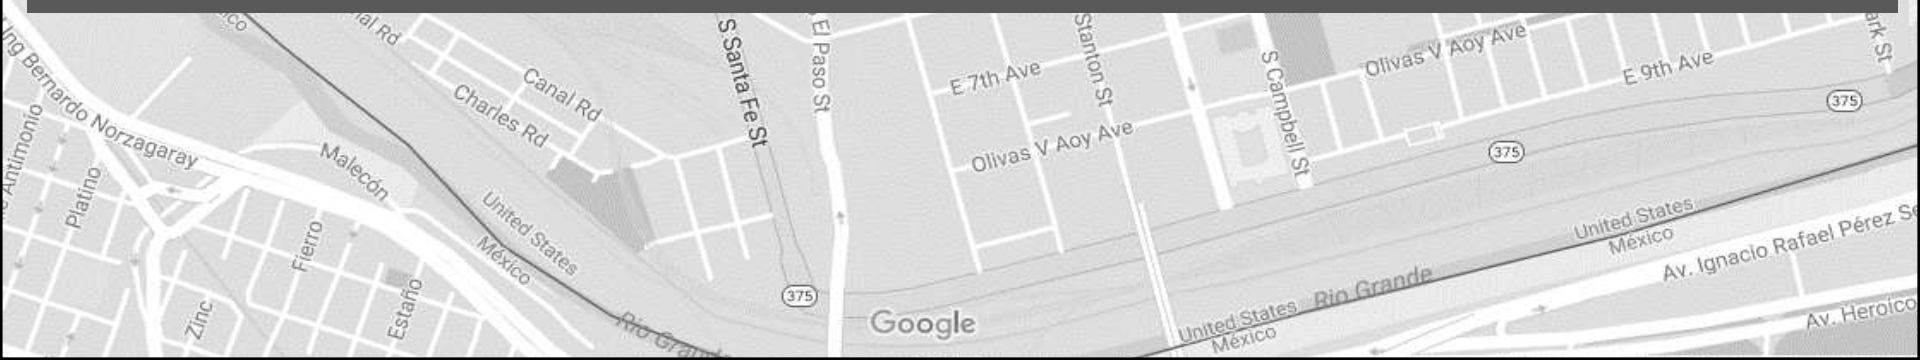 Ing Bernardo Norzagaray
Antimonio
Platino
Zinc
Fierro
Estaño
Malecón
Canal Rd
Charles Rd
United States
México
Rio Grande
S Santa Fe St
El Paso St
375
Google
E 7th Ave
Olivas V Aoy Ave
Stanton St
S Campbell St
Olivas V Aoy Ave
E 9th Ave
375
375
United States
México
Rio Grande
United States
México
Av. Ignacio Rafael Pérez Se
Av. Heroico